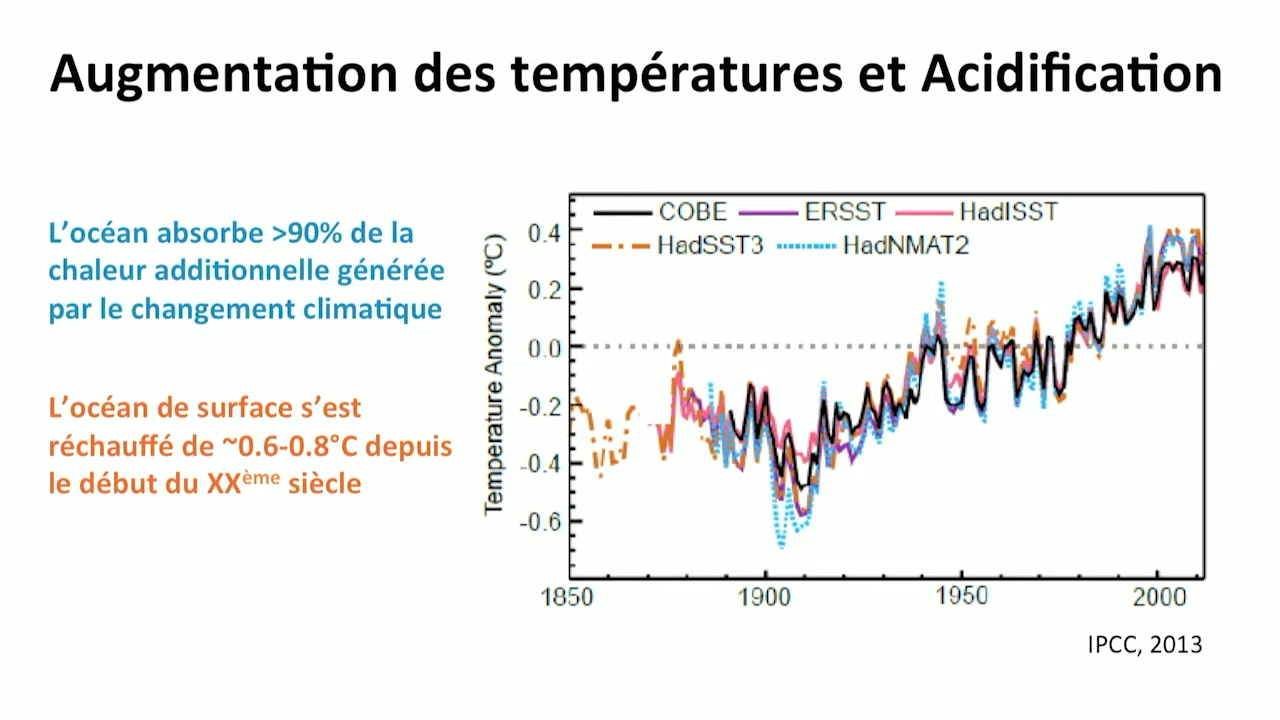 Augmentation des températures et Acidification
L'océan absorbe >90% de la
chaleur additionnelle générée
par le changement climatique
L'océan de surface s'est
réchauffé de ~0.6-0.8°C depuis
le début du XXème siècle
COBE ERSST HadISST
HadSST3 HadNMAT2
Temperature Anomaly (ºC)
0.4
0.2
0.0
-0.2
-0.4
-0.6
1850 1900 1950 2000
IPCC, 2013